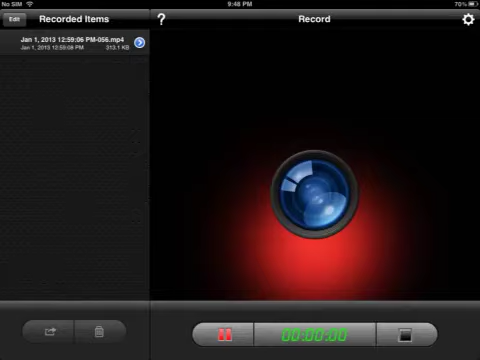 No SIM 9:46 PM 70%
Edit Recorded Items ? Record
Jan 1, 2013 12:59:06 PM-056.mp4
Jan 1, 2013 12:59:08 PM 313.1 KB
00:00:00